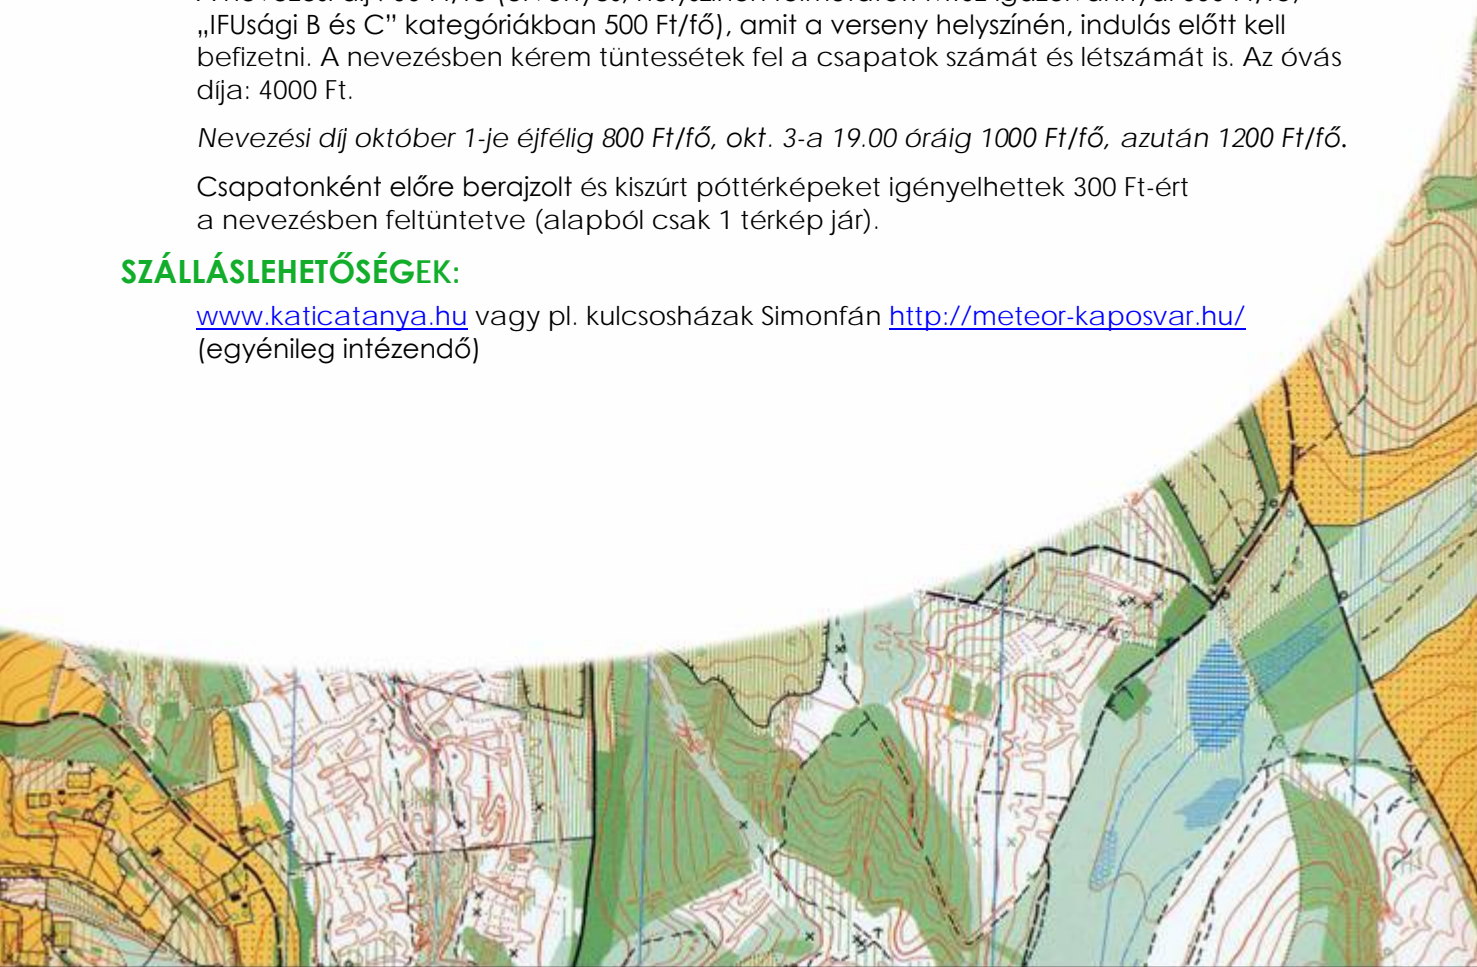 „IFUsági B és C” kategóriákban 500 Ft/fő), amit a verseny helyszínén, indulás előtt kell
befizetni. A nevezésben kérem tüntessétek fel a csapatok számát és létszámát is. Az óvás
díja: 4000 Ft.
Nevezési díj október 1-je éjfélig 800 Ft/fő, okt. 3-a 19.00 óráig 1000 Ft/fő, azután 1200 Ft/fő.
Csapatonként előre berajzolt és kiszúrt póttérképeket igényelhettek 300 Ft-ért
a nevezésben feltüntetve (alapból csak 1 térkép jár).
SZÁLLÁSLEHETŐSÉGEK:
www.katicatanya.hu vagy pl. kulcsosházak Simonfán http://meteor-kaposvar.hu/
(egyénileg intézendő)